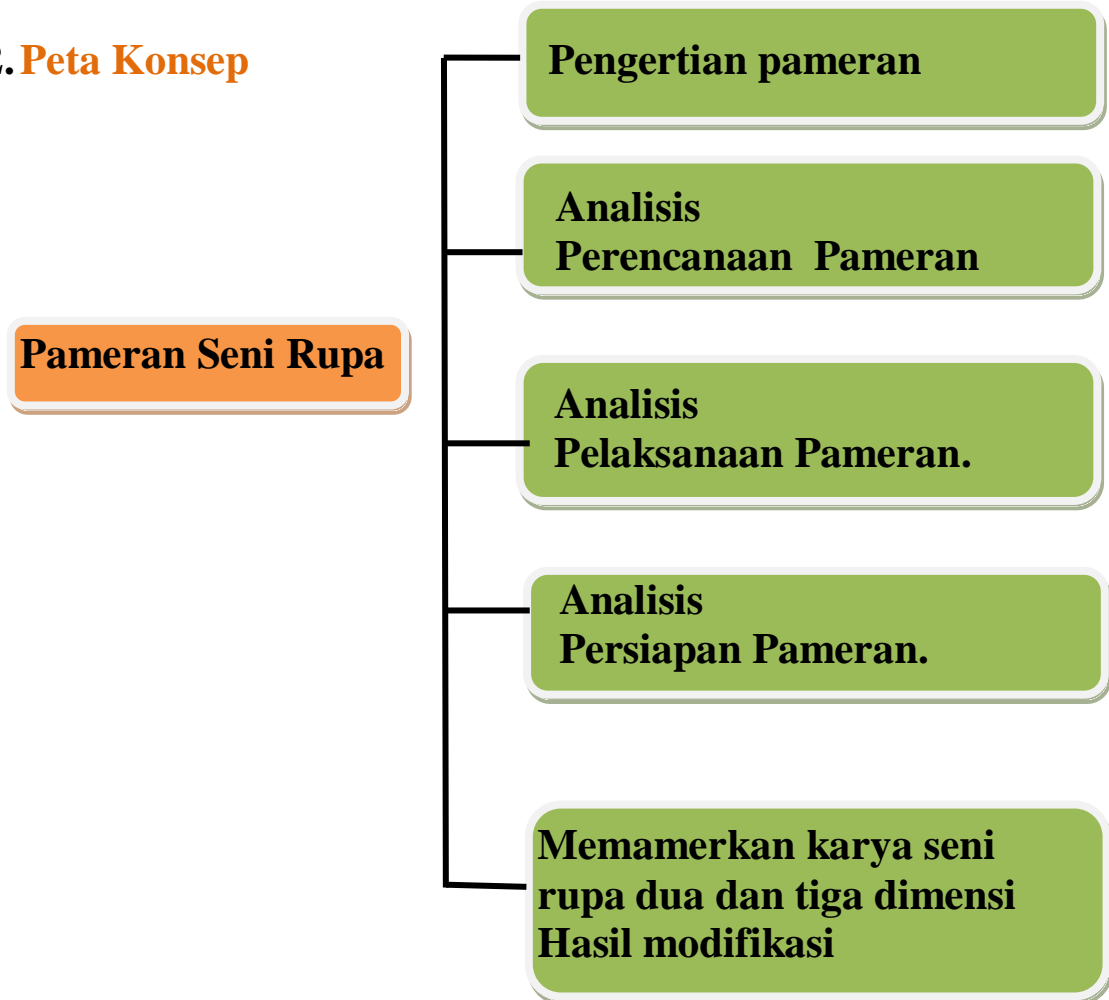 2. Peta Konsep
Pengertian pameran
Analisis
Perencanaan Pameran
Pameran Seni Rupa
Analisis
Pelaksanaan Pameran.
Analisis
Persiapan Pameran.
Memamerkan karya seni
rupa dua dan tiga dimensi
Hasil modifikasi